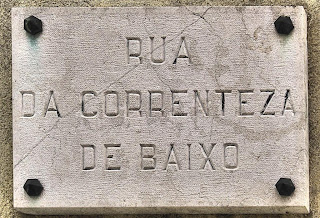 RUA
DA CORRENTEZA
DE BAIXO